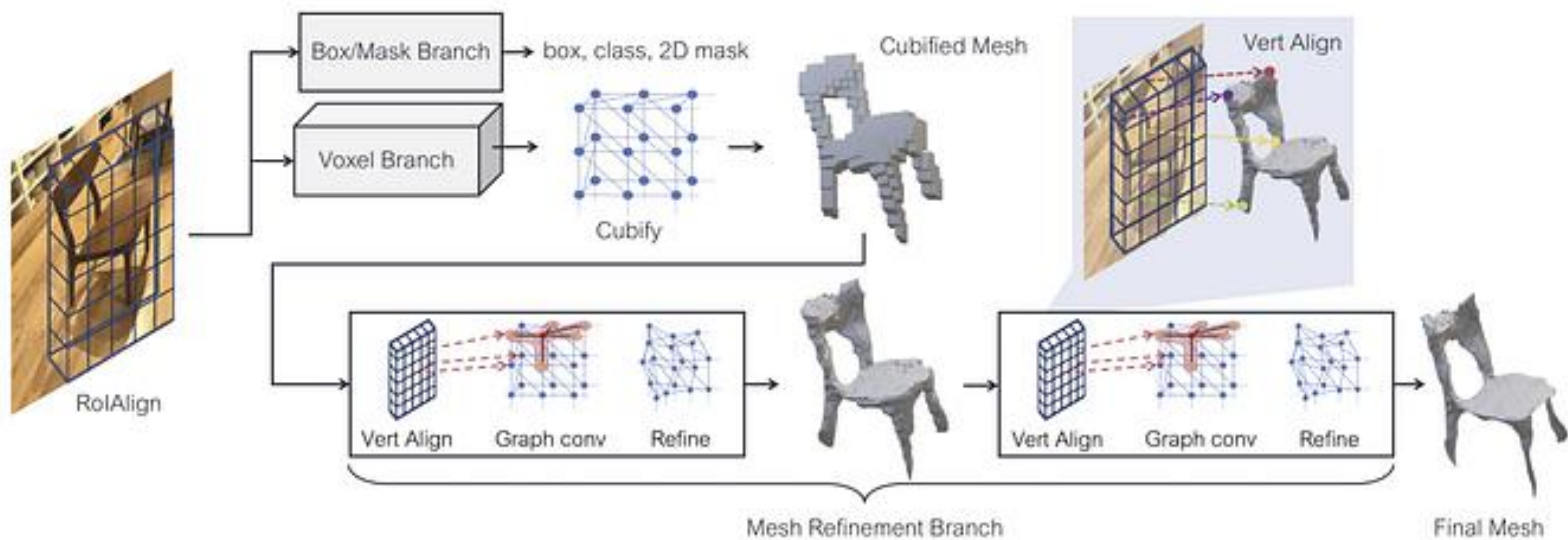 Box/Mask Branch
box, class, 2D mask
Cubified Mesh
Vert Align
Voxel Branch
Cubify
RoIAlign
Vert Align
Graph conv
Refine
Vert Align
Graph conv
Refine
Mesh Refinement Branch
Final Mesh